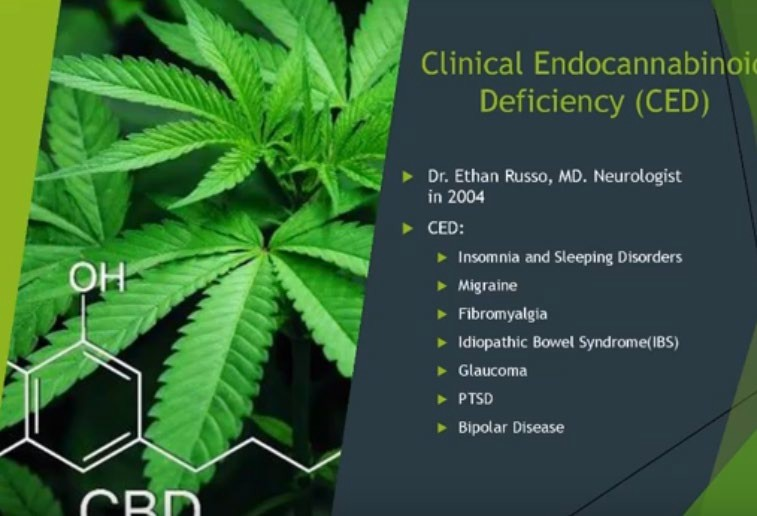 Clinical Endocannabinoi
Deficiency (CED)
Dr. Ethan Russo, MD. Neurologist
in 2004
CED:
Insomnia and Sleeping Disorders
Migraine
Fibromyalgia
Idiopathic Bowel Syndrome(IBS)
Glaucoma
PTSD
Bipolar Disease
OH
CBD